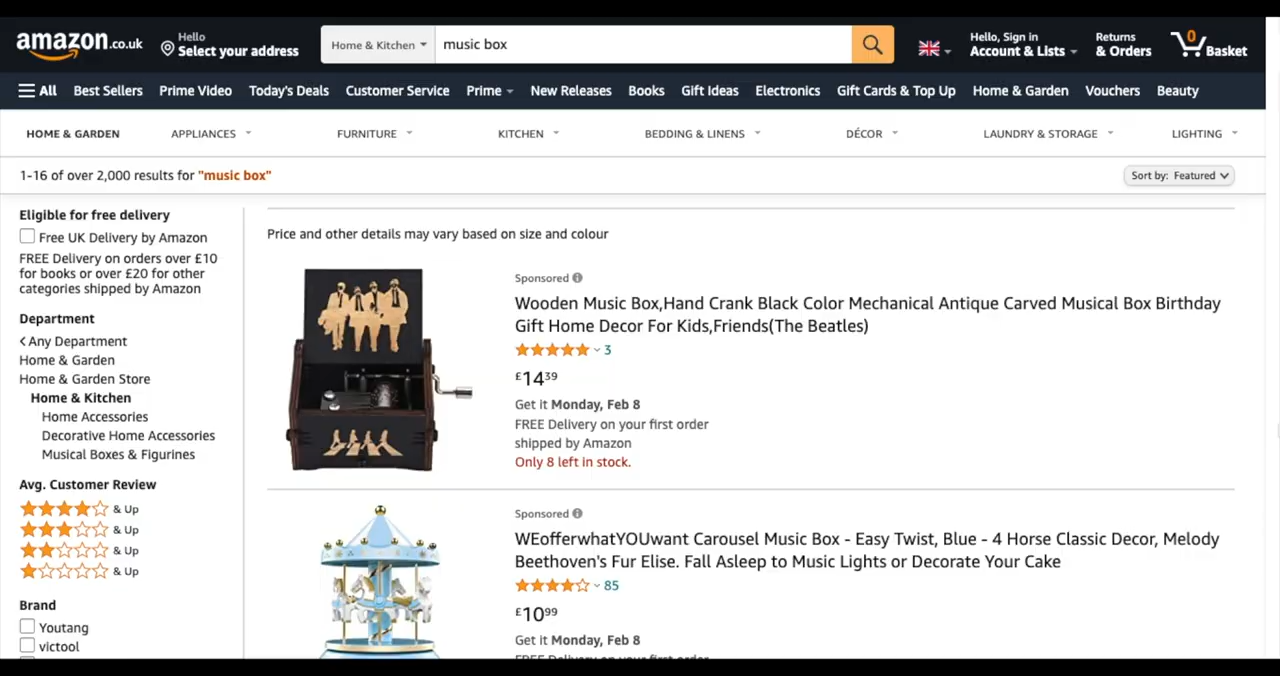 amazon.co.uk
Hello
Select your address
Home & Kitchen
music box
Hello, Sign in
Account & Lists
Returns
& Orders
0
Basket
All
Best Sellers
Prime Video
Today's Deals
Customer Service
Prime
New Releases
Books
Gift Ideas
Electronics
Gift Cards & Top Up
Home & Garden
Vouchers
Beauty
HOME & GARDEN
APPLIANCES
FURNITURE
KITCHEN
BEDDING & LINENS
DÉCOR
LAUNDRY & STORAGE
LIGHTING
1-16 of over 2,000 results for "music box"
Sort by: Featured
Eligible for free delivery
Free UK Delivery by Amazon
FREE Delivery on orders over £10
for books or over £20 for other
categories shipped by Amazon
Department
Any Department
Home & Garden
Home & Garden Store
Home & Kitchen
Home Accessories
Decorative Home Accessories
Musical Boxes & Figurines
Avg. Customer Review
& Up
& Up
& Up
& Up
Brand
Youtang
victool
Price and other details may vary based on size and colour
Sponsored
Wooden Music Box,Hand Crank Black Color Mechanical Antique Carved Musical Box Birthday
Gift Home Decor For Kids,Friends(The Beatles)
3
£14.39
Get it Monday, Feb 8
FREE Delivery on your first order
shipped by Amazon
Only 8 left in stock.
Sponsored
WEofferwhatYOUwant Carousel Music Box - Easy Twist, Blue - 4 Horse Classic Decor, Melody
Beethoven's Fur Elise. Fall Asleep to Music Lights or Decorate Your Cake
85
£10.99
Get it Monday, Feb 8
FREE Delivery on your first order